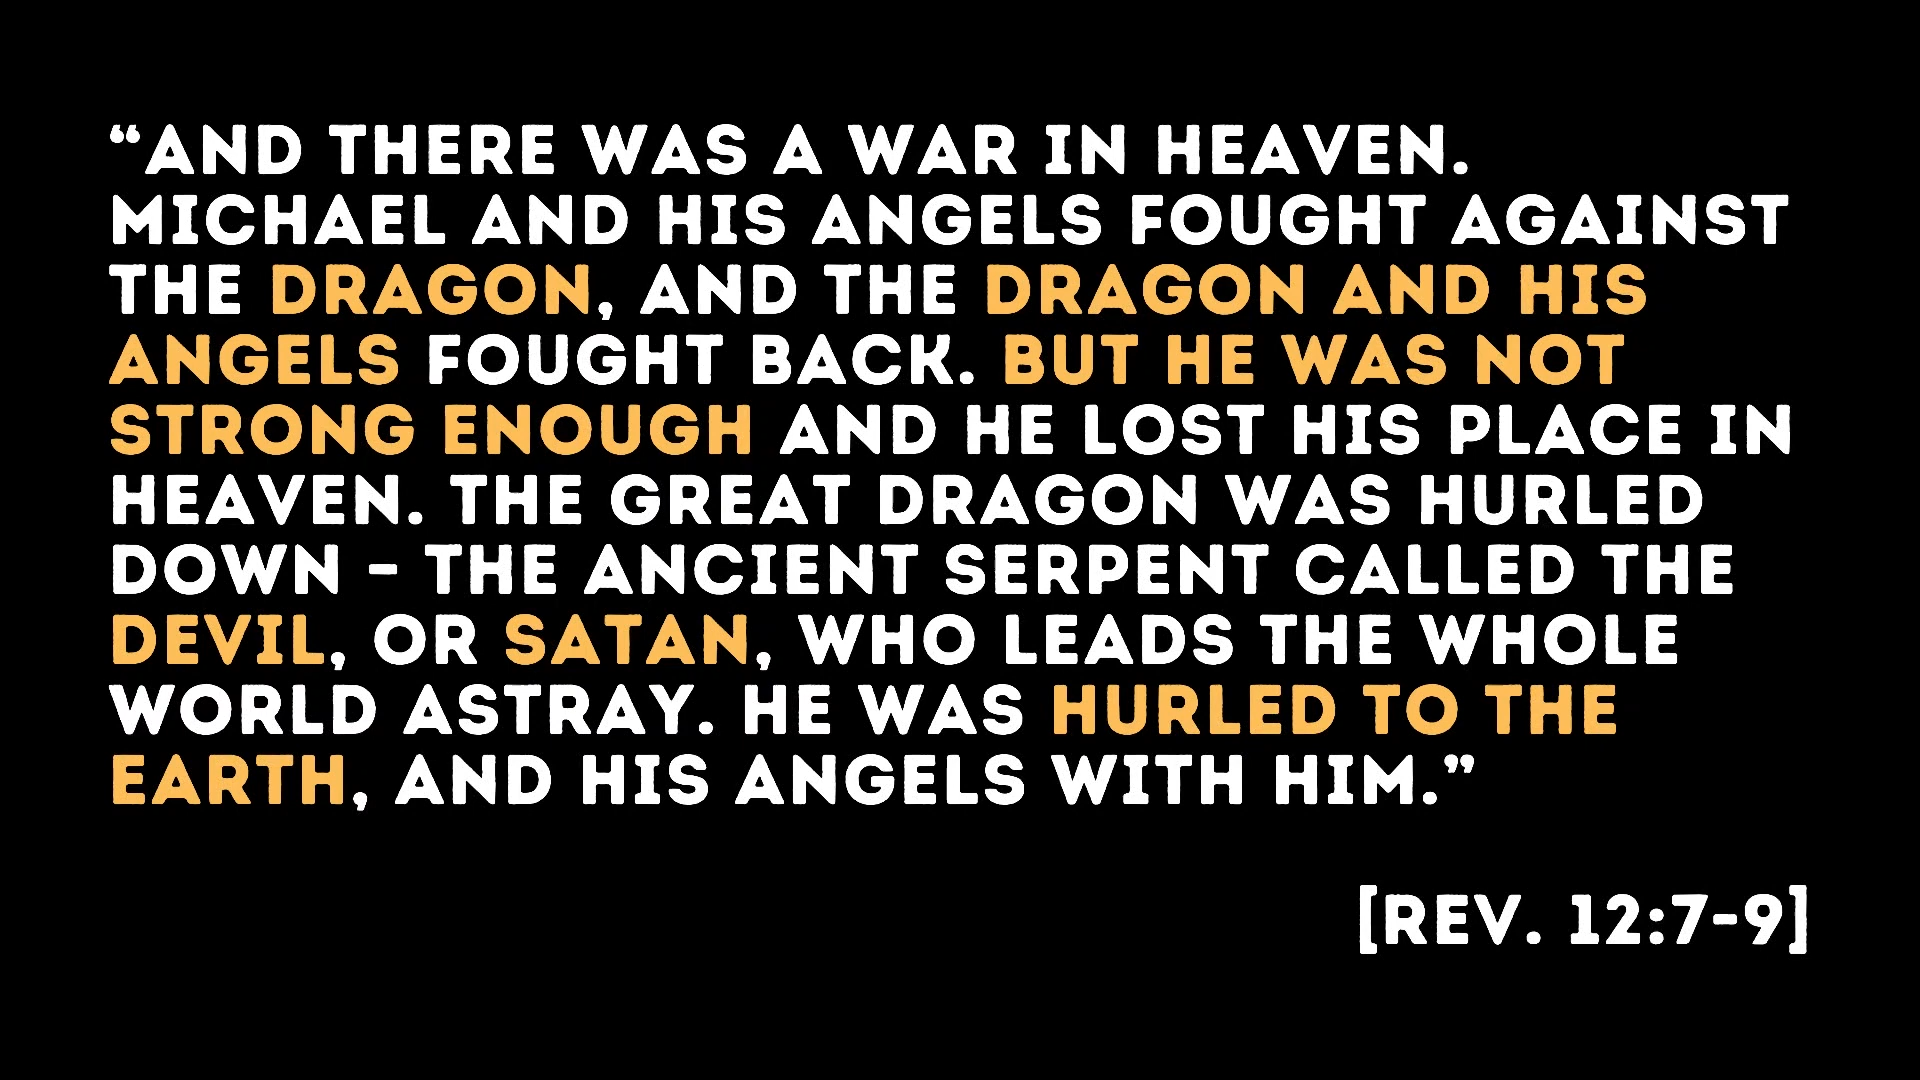 “AND THERE WAS A WAR IN HEAVEN.
MICHAEL AND HIS ANGELS FOUGHT AGAINST
THE DRAGON, AND THE DRAGON AND HIS
ANGELS FOUGHT BACK. BUT HE WAS NOT
STRONG ENOUGH AND HE LOST HIS PLACE IN
HEAVEN. THE GREAT DRAGON WAS HURLED
DOWN – THE ANCIENT SERPENT CALLED THE
DEVIL, OR SATAN, WHO LEADS THE WHOLE
WORLD ASTRAY. HE WAS HURLED TO THE
EARTH, AND HIS ANGELS WITH HIM.”
[REV. 12:7-9]